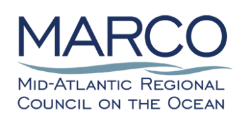 MARCO
MID-ATLANTIC REGIONAL
COUNCIL ON THE OCEAN